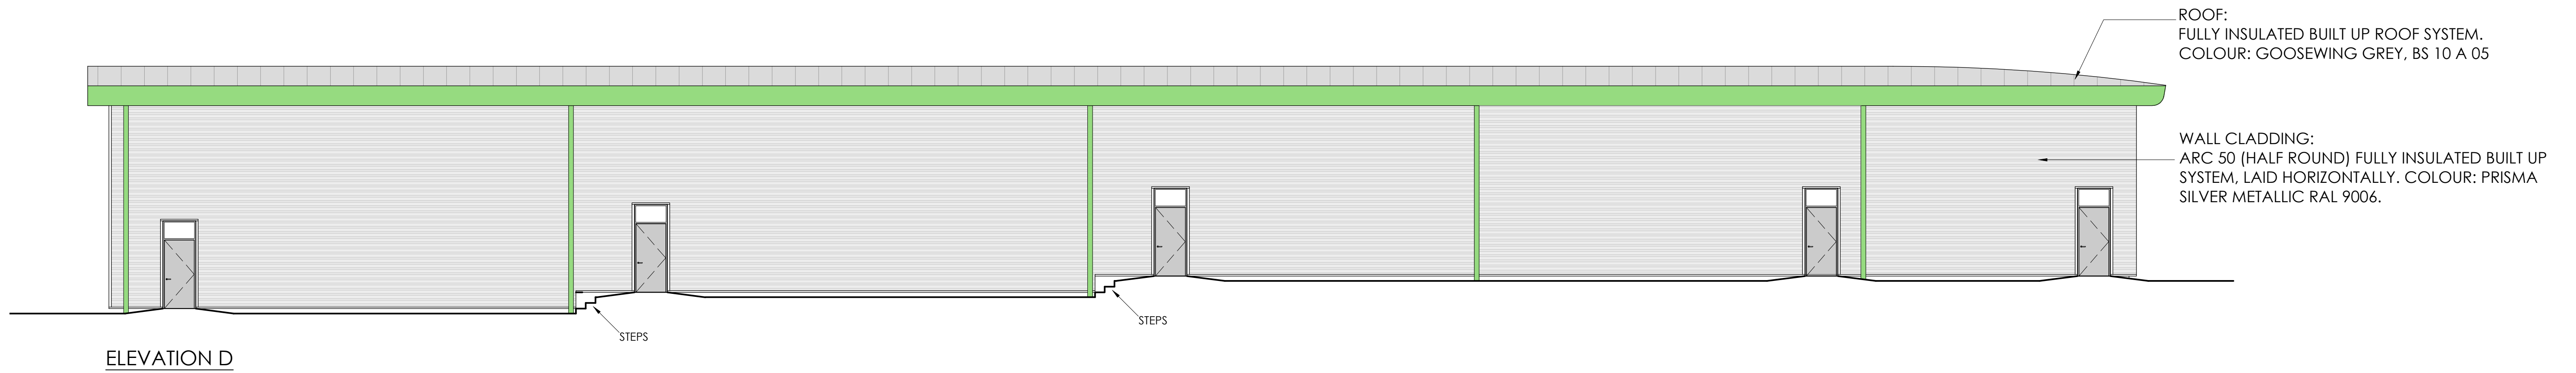 ROOF:
FULLY INSULATED BUILT UP ROOF SYSTEM.
COLOUR: GOOSEWING GREY, BS 10 A 05
WALL CLADDING:
ARC 50 (HALF ROUND) FULLY INSULATED BUILT UP
SYSTEM, LAID HORIZONTALLY. COLOUR: PRISMA
SILVER METALLIC RAL 9006.
STEPS
STEPS
ELEVATION D